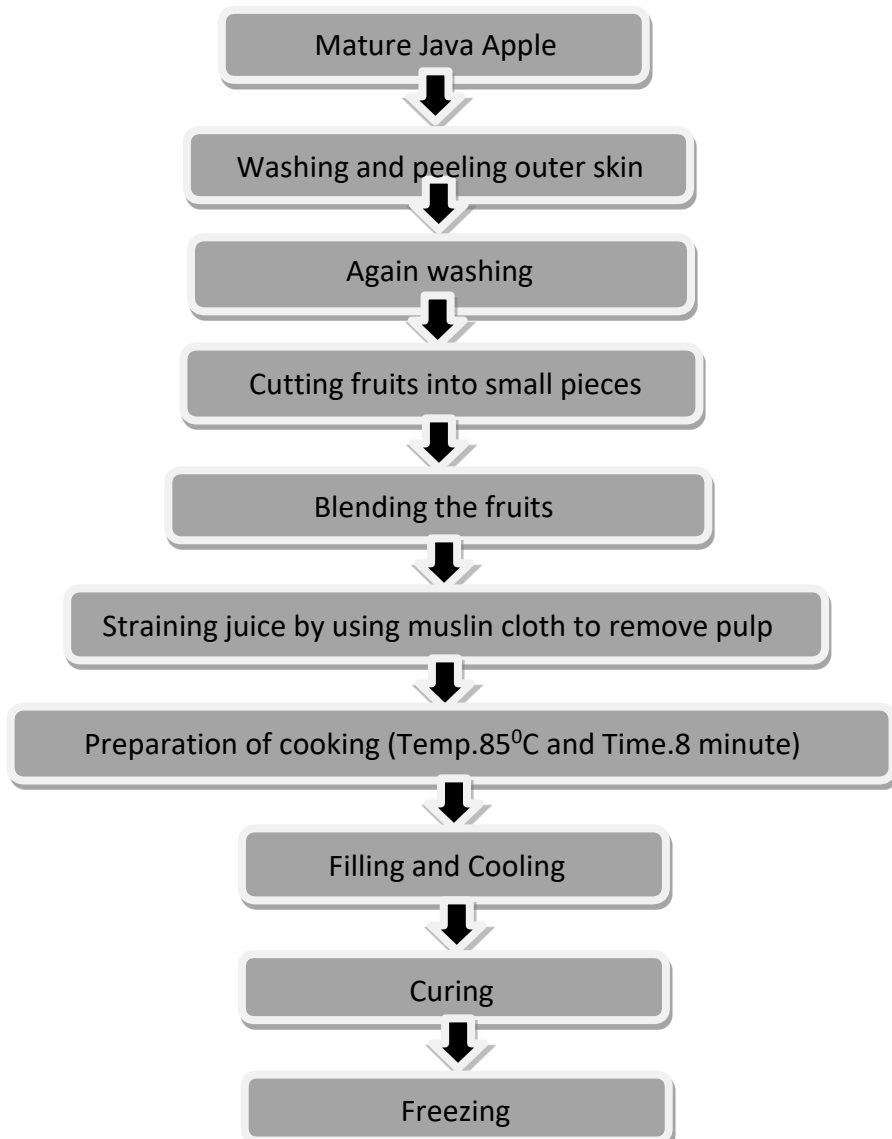 Mature Java Apple
Washing and peeling outer skin
Again washing
Cutting fruits into small pieces
Blending the fruits
Straining juice by using muslin cloth to remove pulp
Preparation of cooking (Temp.85⁰C and Time.8 minute)
Filling and Cooling
Curing
Freezing